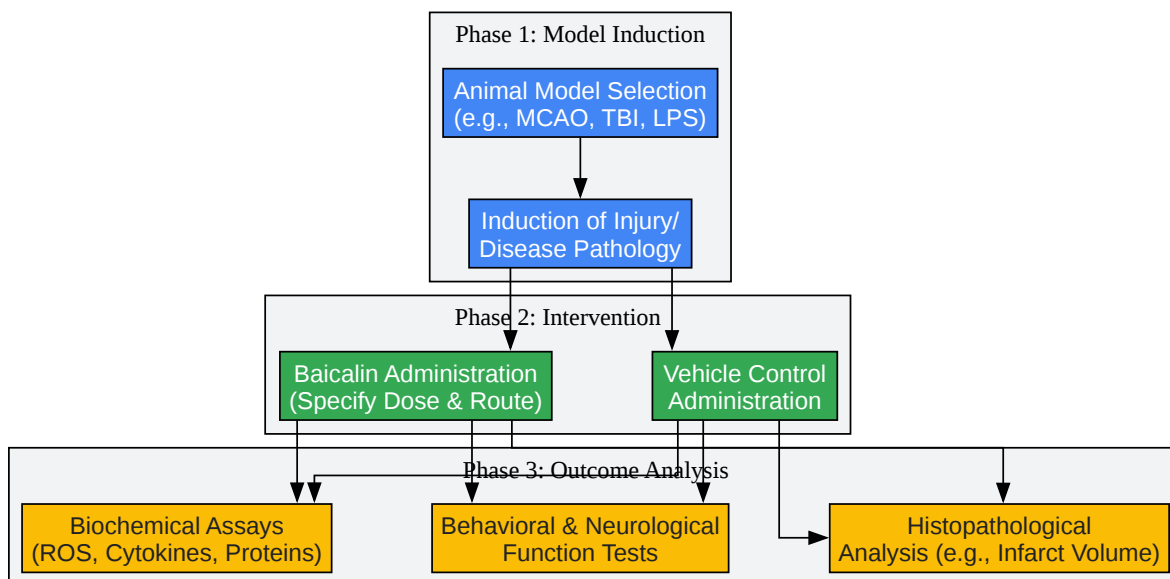 Phase 1: Model Induction
Animal Model Selection
(e.g., MCAO, TBI, LPS)
Induction of Injury/
Disease Pathology
Phase 2: Intervention
Baicalin Administration
(Specify Dose & Route)
Vehicle Control
Administration
Phase 3: Outcome Analysis
Biochemical Assays
(ROS, Cytokines, Proteins)
Behavioral & Neurological
Function Tests
Histopathological
Analysis (e.g., Infarct Volume)